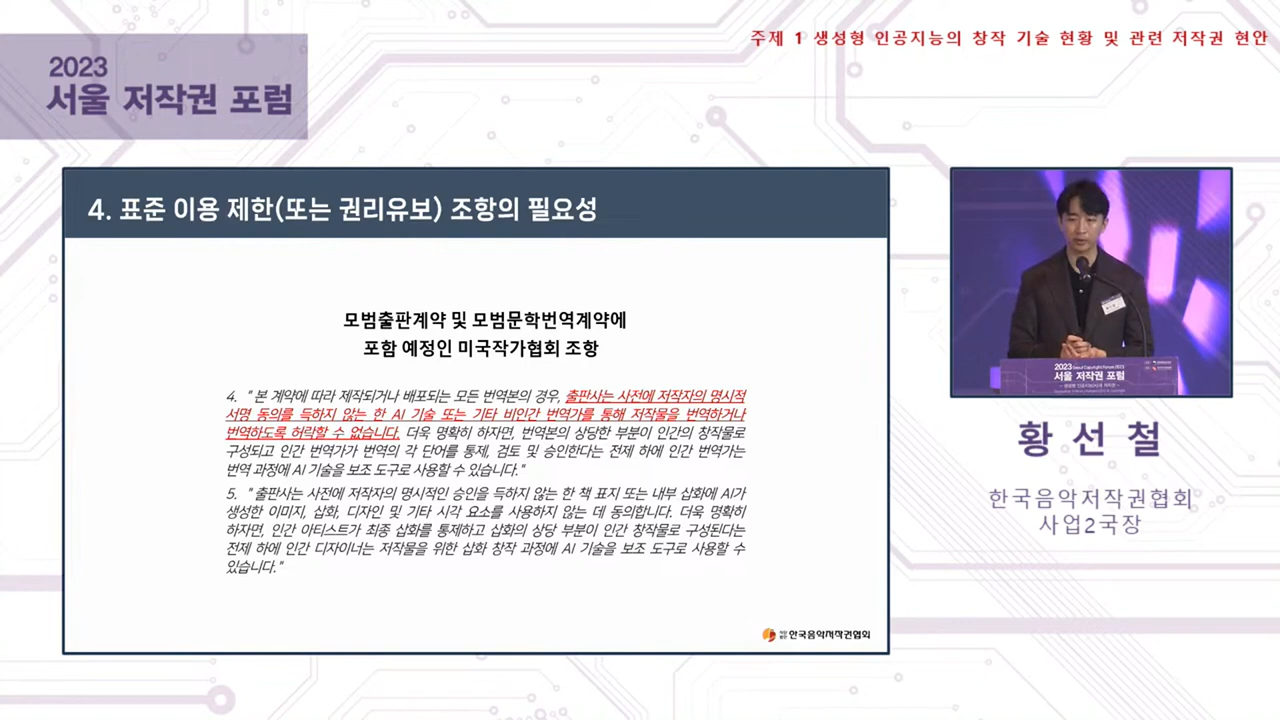 주제 1 생성형 인공지능의 창작 기술 현황 및 관련 저작권 현안
2023
서울 저작권 포럼
4. 표준 이용 제한(또는 권리유보) 조항의 필요성
모범출판계약 및 모범문학번역계약에
포함 예정인 미국작가협회 조항
4. "본 계약에 따라 제작되거나 배포되는 모든 번역본의 경우, 출판사는 사전에 저작자의 명시적
서명 동의를 득하지 않는 한 AI 기술 또는 기타 비인간 번역가를 통해 저작물을 번역하거나
번역하도록 허락할 수 없습니다. 더욱 명확히 하자면, 번역본의 상당한 부분이 인간의 창작물로
구성되고 인간 번역가가 번역의 각 단어를 통제, 검토 및 승인한다는 전제 하에 인간 번역가는
번역 과정에 AI 기술을 보조 도구로 사용할 수 있습니다."
5. "출판사는 사전에 저작자의 명시적인 승인을 득하지 않는 한 책 표지 또는 내부 삽화에 AI가
생성한 이미지, 삽화, 디자인 및 기타 시각 요소를 사용하지 않는 데 동의합니다. 더욱 명확히
하자면, 인간 아티스트가 최종 삽화를 통제하고 삽화의 상당 부분이 인간 창작물로 구성된다는
전제 하에 인간 디자이너는 저작물을 위한 삽화 창작 과정에 AI 기술을 보조 도구로 사용할 수
있습니다."
한국음악저작권협회
2023 Seoul Copyright Forum 2023
서울 저작권 포럼
황선철
한국음악저작권협회
사업2국장